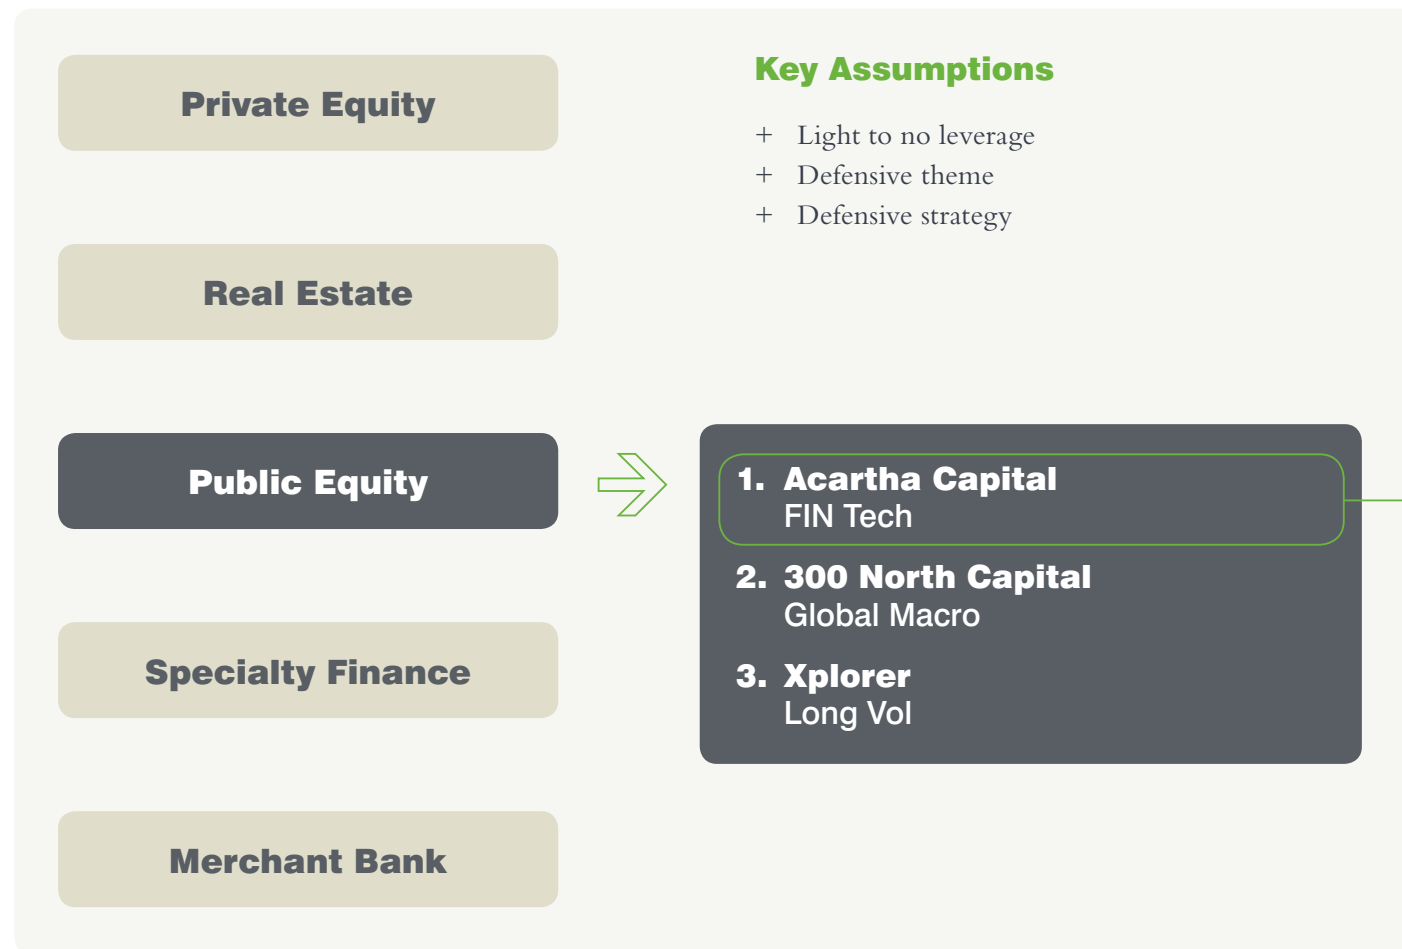 Private Equity
Real Estate
Public Equity
Specialty Finance
Merchant Bank
Key Assumptions
+ Light to no leverage
+ Defensive theme
+ Defensive strategy
1. Acartha Capital
FIN Tech
2. 300 North Capital
Global Macro
3. Xplorer
Long Vol